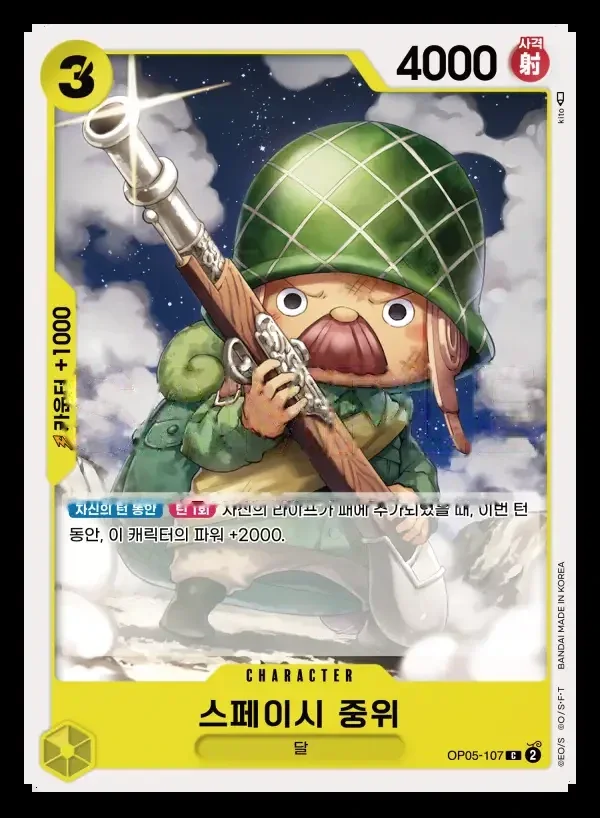 3
4000
사격
射
kito
카운터 +1000
자신의 턴 동안 턴 1회 자신의 라이프가 패에 추가되었을 때, 이번 턴
동안, 이 캐릭터의 파워 +2000.
BANDAI MADE IN KOREA
©EO/S ©O/S·F·T
CHARACTER
스페이시 중위
달
OP05-107 C 2